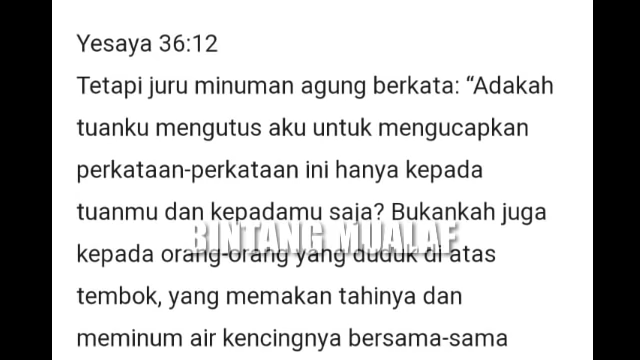 Yesaya 36:12
Tetapi juru minuman agung berkata: “Adakah
tuanku mengutus aku untuk mengucapkan
perkataan-perkataan ini hanya kepada
tuanmu dan kepadamu saja? Bukankah juga
BINTANG MUALAF
kepada orang-orang yang duduk di atas
tembok, yang memakan tahinya dan
meminum air kencingnya bersama-sama